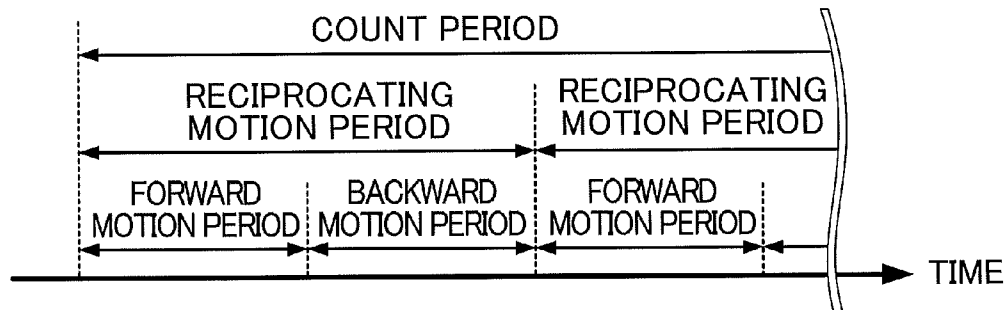 COUNT PERIOD
RECIPROCATING
MOTION PERIOD
RECIPROCATING
MOTION PERIOD
FORWARD
MOTION PERIOD
BACKWARD
MOTION PERIOD
FORWARD
MOTION PERIOD
TIME